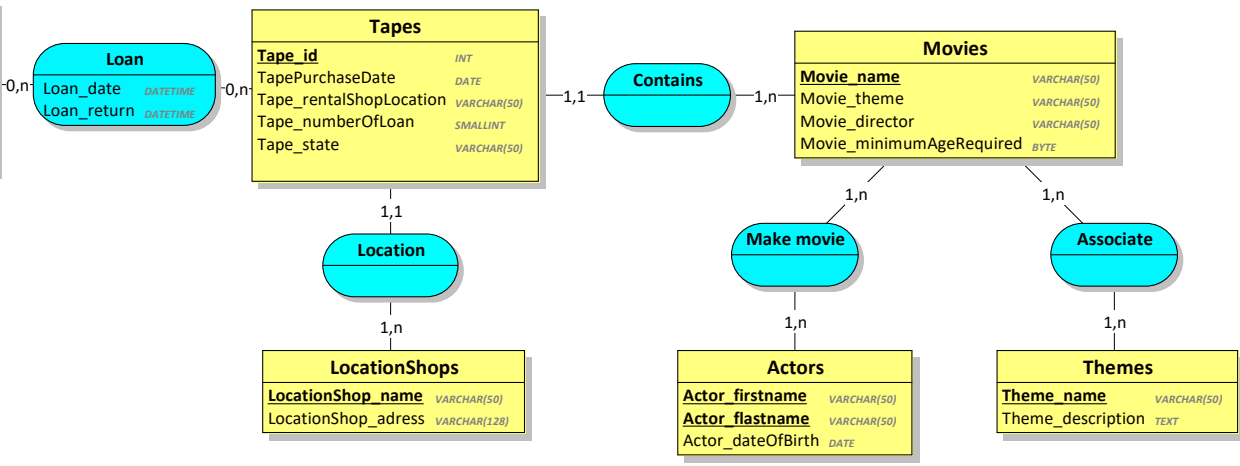 Loan
Loan_date DATETIME
Loan_return DATETIME
0,n
0,n
Tapes
Tape_id INT
TapePurchaseDate DATE
Tape_rentalShopLocation VARCHAR(50)
Tape_numberOfLoan SMALLINT
Tape_state VARCHAR(50)
1,1
Contains
1,n
Movies
Movie_name VARCHAR(50)
Movie_theme VARCHAR(50)
Movie_director VARCHAR(50)
Movie_minimumAgeRequired BYTE
1,1
Location
1,n
LocationShops
LocationShop_name VARCHAR(50)
LocationShop_adress VARCHAR(128)
1,n
Make movie
1,n
Actors
Actor_firstname VARCHAR(50)
Actor_flastname VARCHAR(50)
Actor_dateOfBirth DATE
1,n
Associate
1,n
Themes
Theme_name VARCHAR(50)
Theme_description TEXT